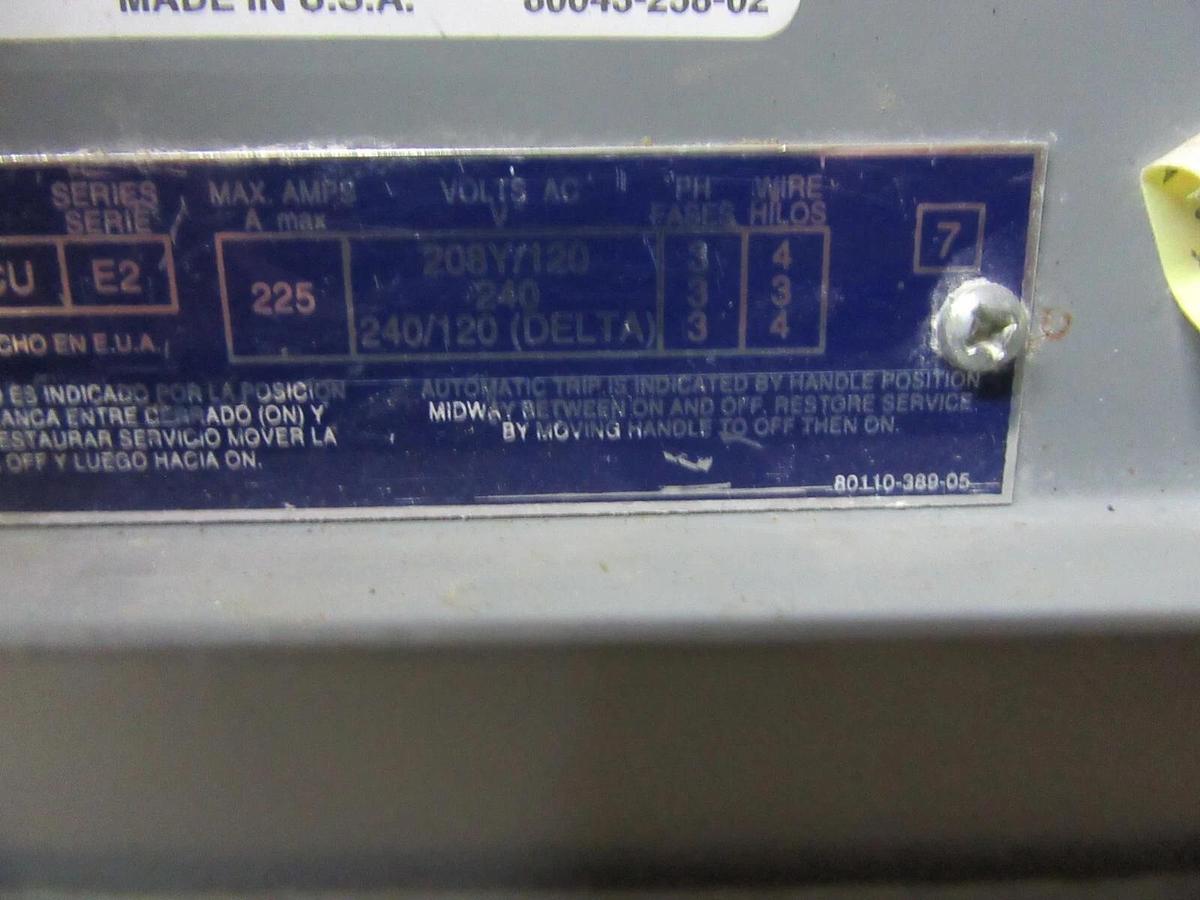 MADE IN U.S.A. 80043-258-02
SERIES MAX. AMPS VOLTS AC PH WIRE
SERIE A max V FASES HILOS
CU E2 225 208Y/120 3 4 7
240 3 3
240/120 (DELTA) 3 4
CHO EN E.U.A.
O ES INDICADO POR LA POSICION
ANCA ENTRE CERRADO (ON) Y
ESTAURAR SERVICIO MOVER LA
OFF Y LUEGO HACIA ON.
AUTOMATIC TRIP IS INDICATED BY HANDLE POSITION
MIDWAY BETWEEN ON AND OFF. RESTORE SERVICE
BY MOVING HANDLE TO OFF THEN ON.
80110-389-05